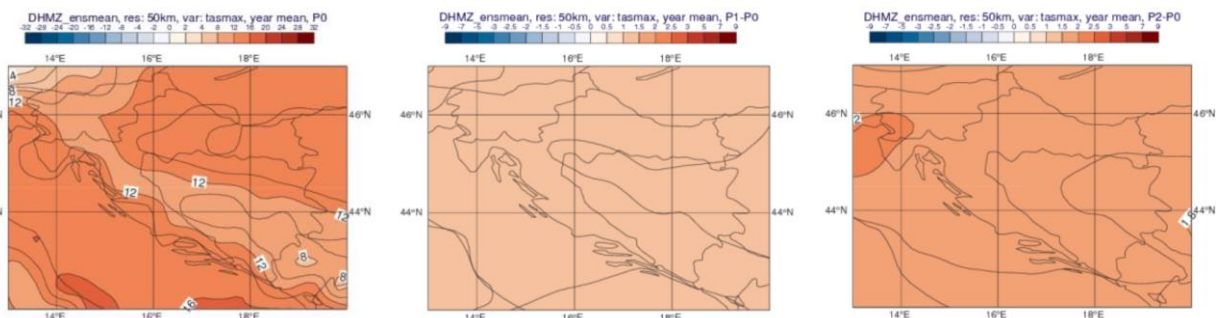 DHMZ_ensmean, res: 50km, var: tasmax, year mean, P0
-32 -28 -24 -20 -16 -12 -8 -4 -2 0 2 4 8 12 16 20 24 28 32
14°E 16°E 18°E
4
8
12
46°N
12
12
12
44°N
12
8
8
16
14°E 16°E 18°E
DHMZ_ensmean, res: 50km, var: tasmax, year mean, P1-P0
-9 -7 -5 -3 -2.5 -2 -1.5 -1 -0.5 0 0.5 1 1.5 2 2.5 3 5 7 9
14°E 16°E 18°E
46°N
44°N
14°E 16°E 18°E
DHMZ_ensmean, res: 50km, var: tasmax, year mean, P2-P0
-9 -7 -5 -3 -2.5 -2 -1.5 -1 -0.5 0 0.5 1 1.5 2 2.5 3 5 7 9
14°E 16°E 18°E
2
46°N
44°N
14°E 16°E 18°E